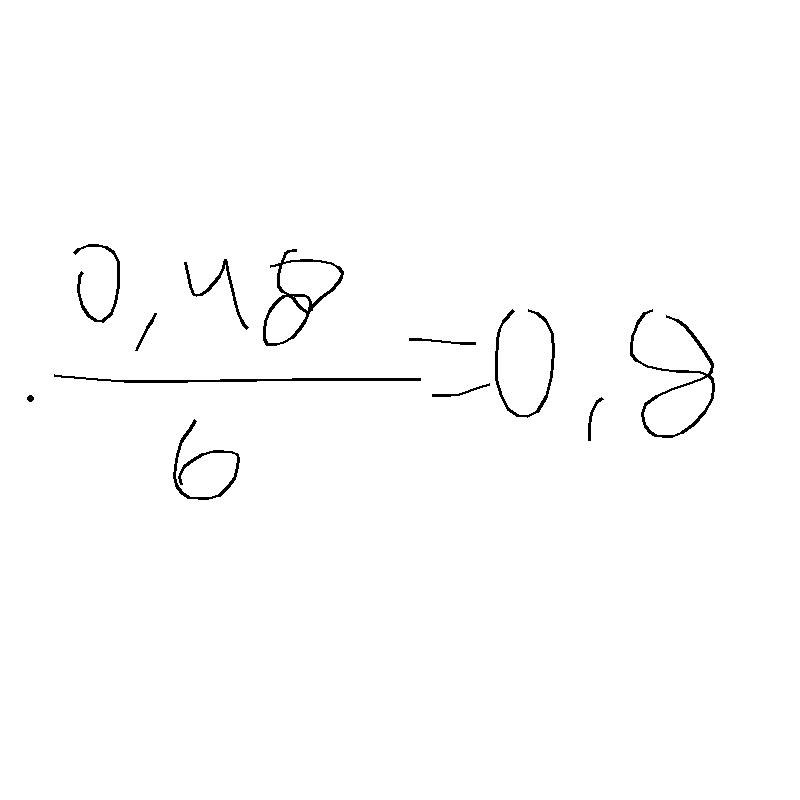 0,48
—— = 0,8
6